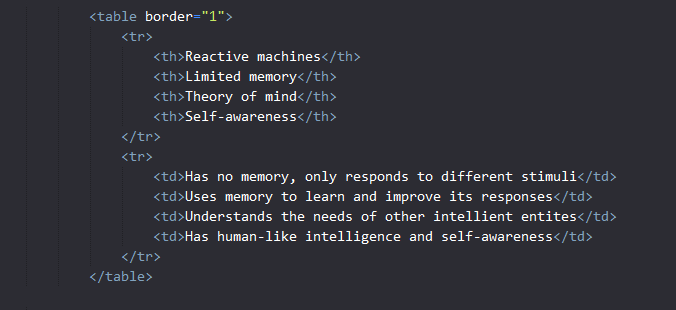 <table border="1">
<tr>
<th>Reactive machines</th>
<th>Limited memory</th>
<th>Theory of mind</th>
<th>Self-awareness</th>
</tr>
<tr>
<td>Has no memory, only responds to different stimuli</td>
<td>Uses memory to learn and improve its responses</td>
<td>Understands the needs of other intellient entites</td>
<td>Has human-like intelligence and self-awareness</td>
</tr>
</table>